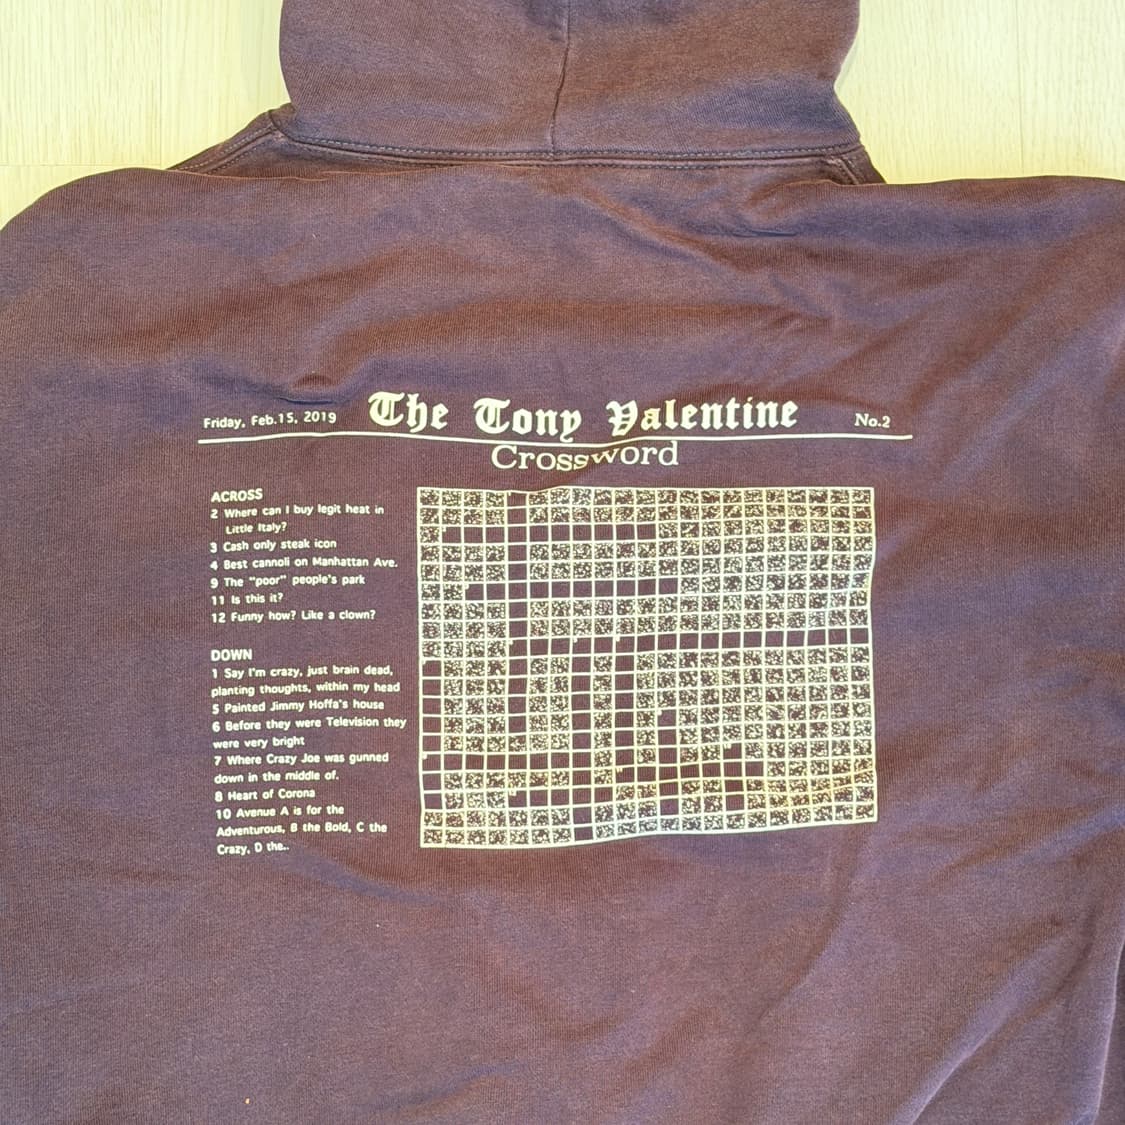 Friday, Feb.15, 2019
The Tony Valentine
No.2
Crossword
ACROSS
2 Where can I buy legit heat in
Little Italy?
3 Cash only steak icon
4 Best cannoli on Manhattan Ave.
9 The "poor" people's park
11 Is this it?
12 Funny how? Like a clown?
DOWN
1 Say I'm crazy, just brain dead,
planting thoughts, within my head
5 Painted Jimmy Hoffa's house
6 Before they were Television they
were very bright
7 Where Crazy Joe was gunned
down in the middle of.
8 Heart of Corona
10 Avenue A is for the
Adventurous, B the Bold, C the
Crazy, D the..